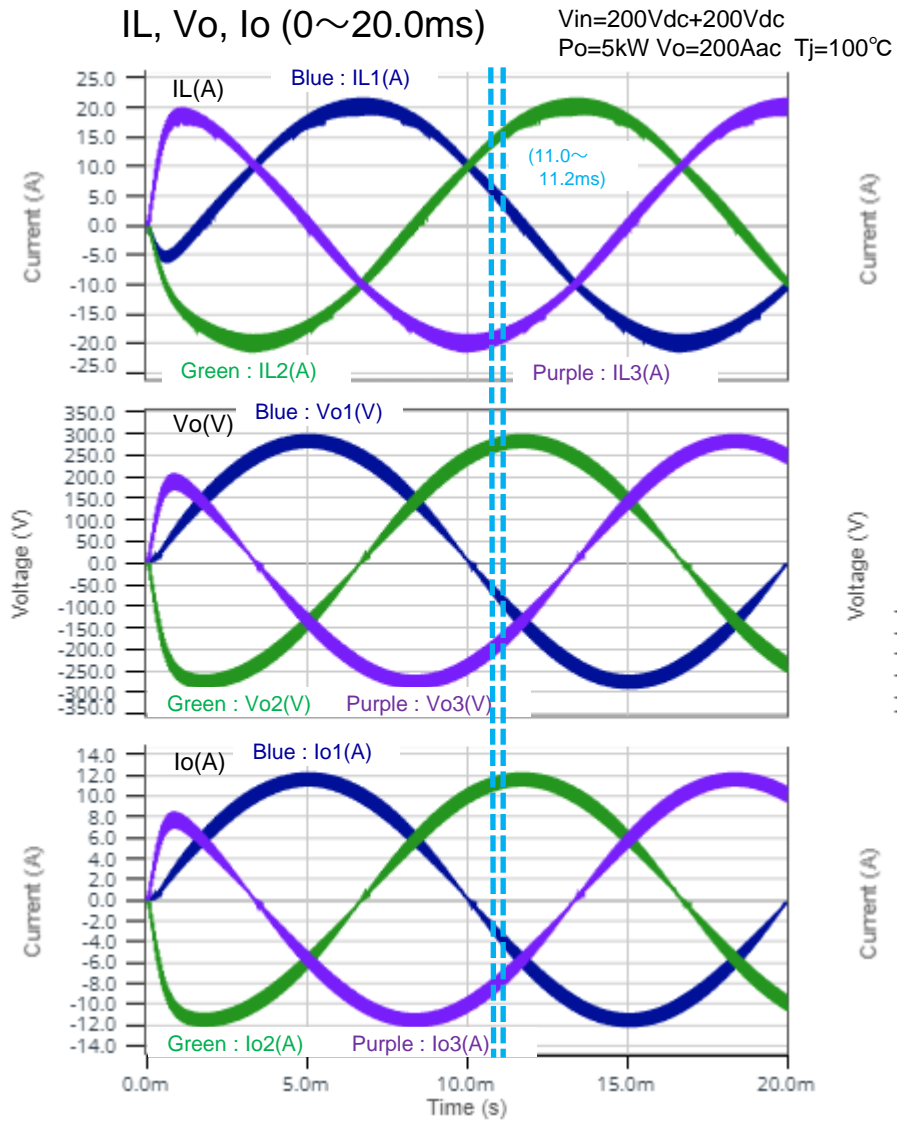 IL, Vo, Io (0～20.0ms)
Vin=200Vdc+200Vdc
Po=5kW Vo=200Aac Tj=100℃
IL(A)
Blue : IL1(A)
Current (A)
25.0
20.0
15.0
10.0
5.0
0.0
-5.0
-10.0
-15.0
-20.0
-25.0
(11.0～
11.2ms)
Current (A)
Green : IL2(A)
Purple : IL3(A)
Vo(V)
Blue : Vo1(V)
Voltage (V)
350.0
300.0
250.0
200.0
150.0
100.0
50.0
0.0
-50.0
-100.0
-150.0
-200.0
-250.0
-300.0
-350.0
Voltage (V)
Green : Vo2(V)
Purple : Vo3(V)
Io(A)
Blue : Io1(A)
Current (A)
14.0
12.0
10.0
8.0
6.0
4.0
2.0
0.0
-2.0
-4.0
-6.0
-8.0
-10.0
-12.0
-14.0
Current (A)
Green : Io2(A)
Purple : Io3(A)
0.0m
5.0m
10.0m
15.0m
20.0m
Time (s)